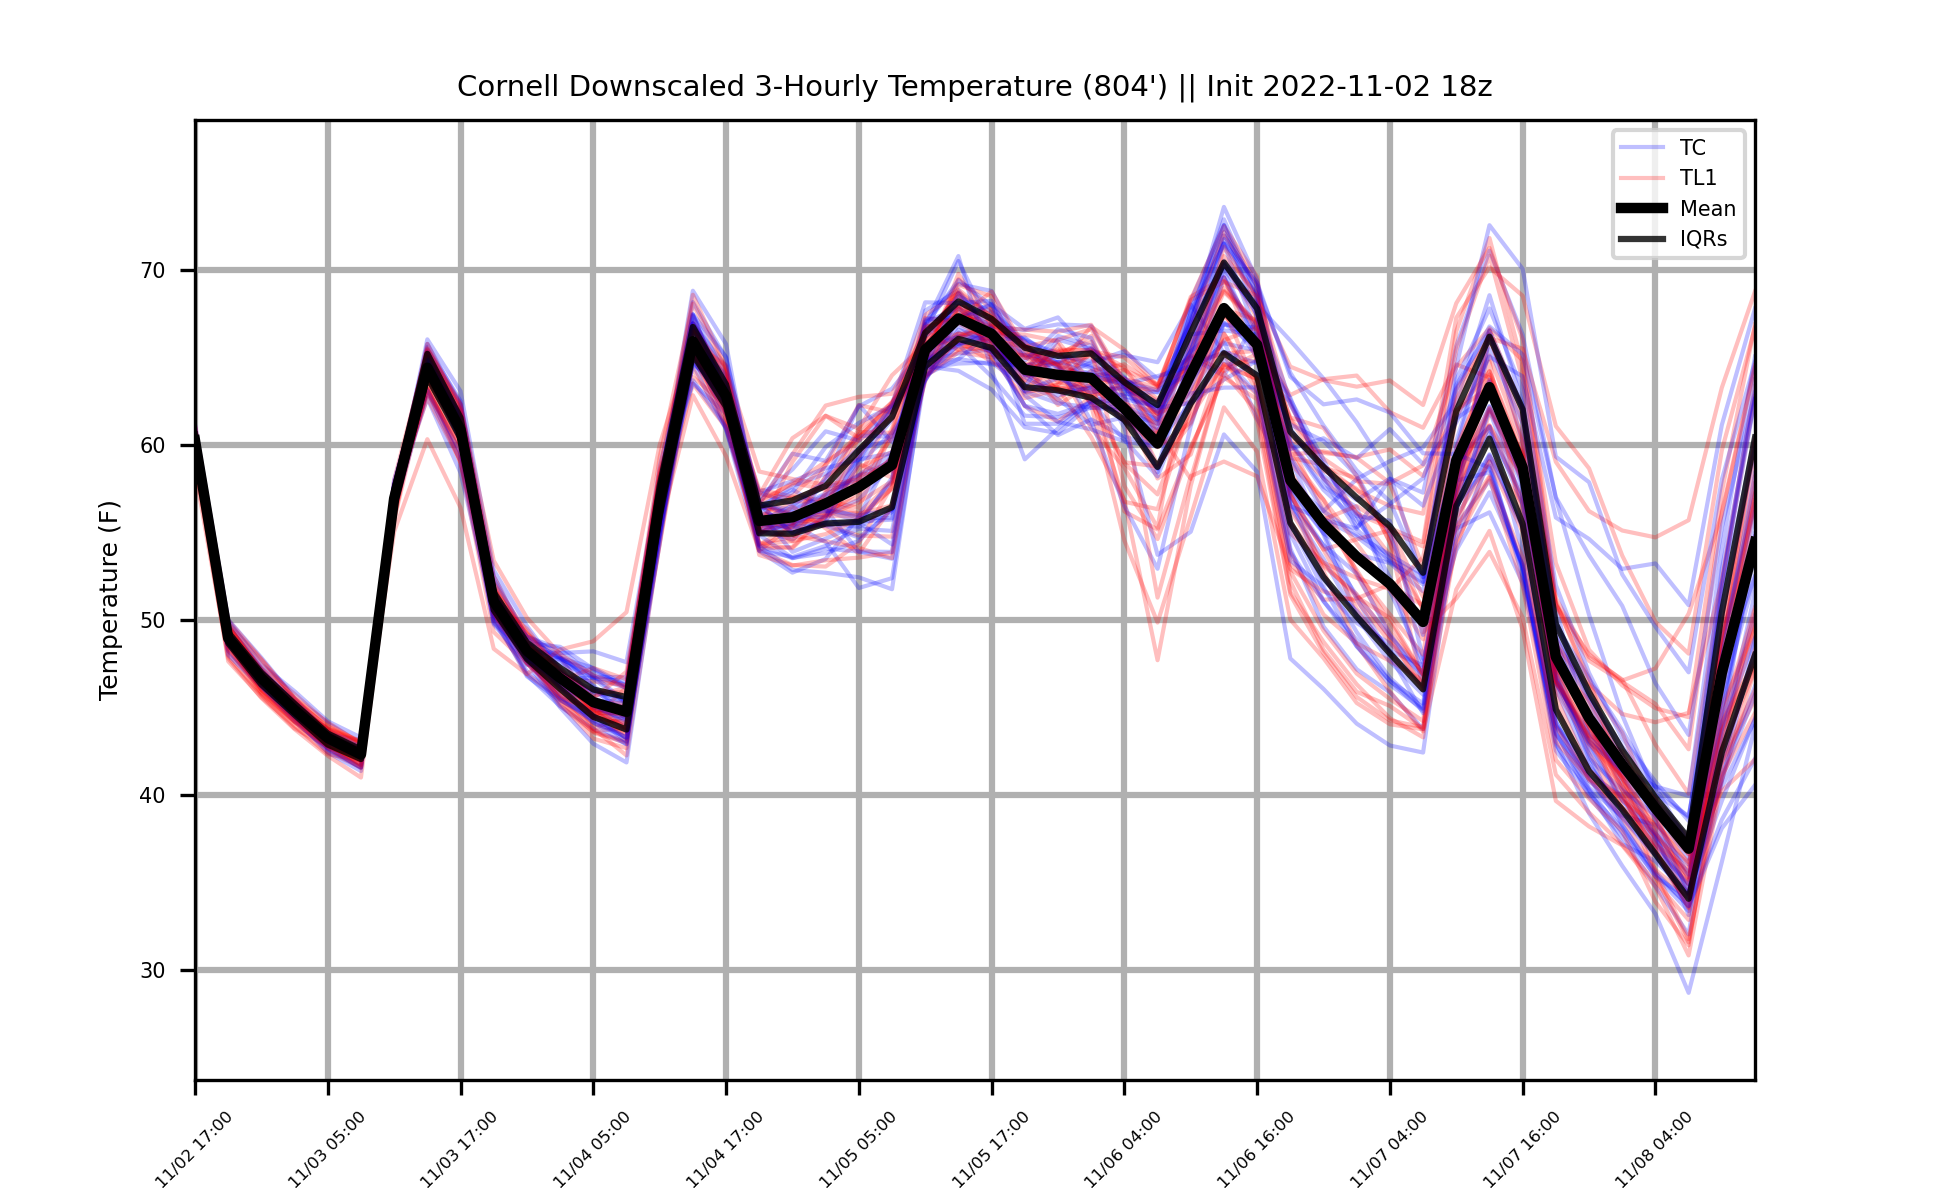 Cornell Downscaled 3-Hourly Temperature (804') || Init 2022-11-02 18z
TC
TL1
Mean
IQRs
Temperature (F)
70
60
50
40
30
11/02 17:00
11/03 05:00
11/03 17:00
11/04 05:00
11/04 17:00
11/05 05:00
11/05 17:00
11/06 04:00
11/06 16:00
11/07 04:00
11/07 16:00
11/08 04:00